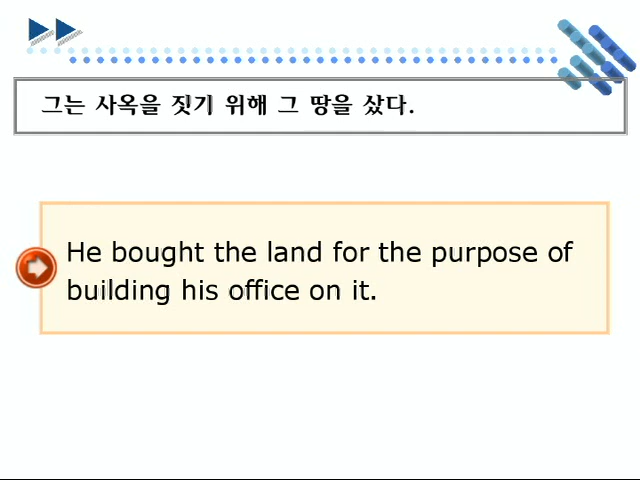 그는 사옥을 짓기 위해 그 땅을 샀다.
He bought the land for the purpose of
building his office on it.